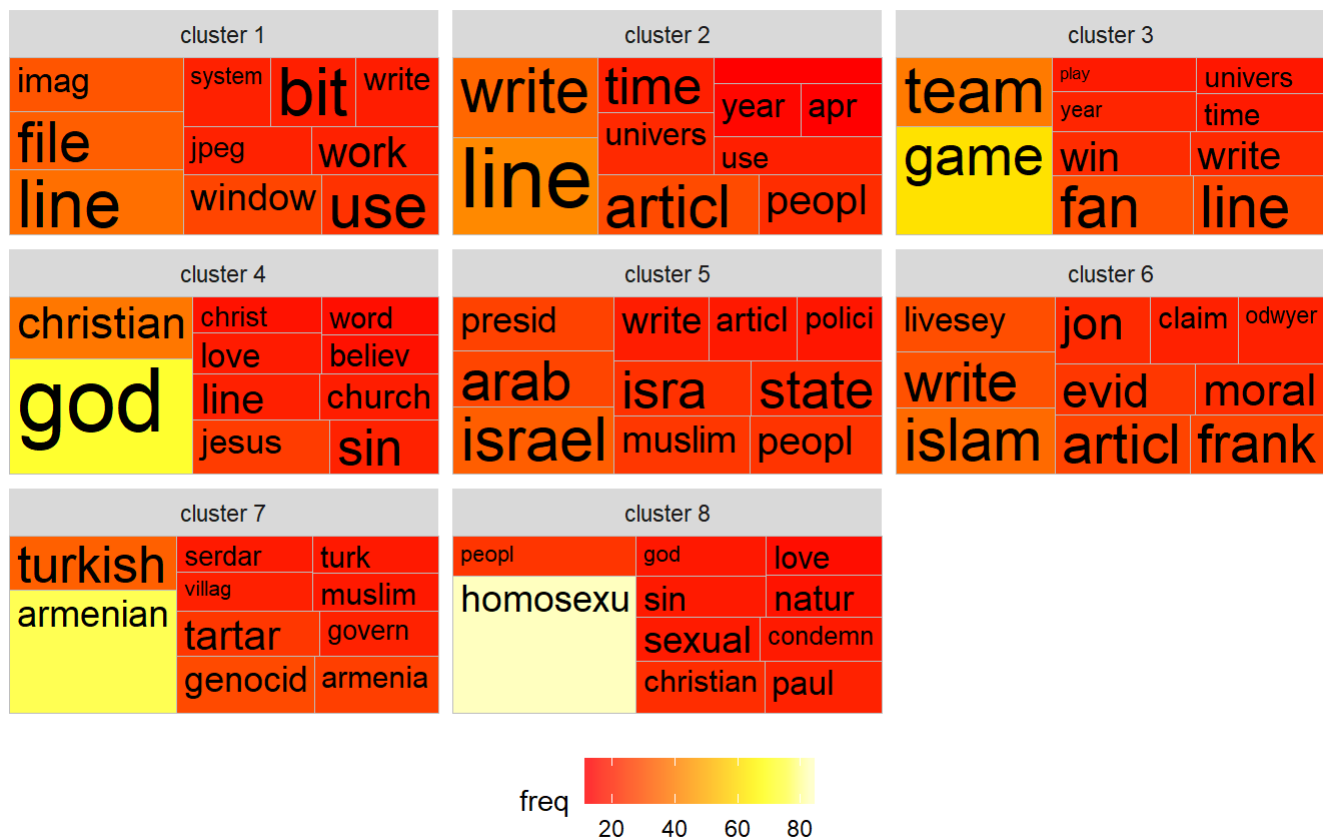 cluster 1
imag
system
bit
write
file
jpeg
work
line
window
use
cluster 2
write
time
year
apr
univers
use
line
articl
peopl
cluster 3
team
play
univers
year
time
game
win
write
fan
line
cluster 4
christian
christ
word
love
believ
god
line
church
jesus
sin
cluster 5
presid
write
articl
polici
arab
isra
state
israel
muslim
peopl
cluster 6
livesey
jon
claim
odwyer
write
evid
moral
islam
articl
frank
cluster 7
turkish
serdar
turk
villag
muslim
armenian
tartar
govern
genocid
armenia
cluster 8
peopl
god
love
homosexu
sin
natur
sexual
condemn
christian
paul
freq
20 40 60 80